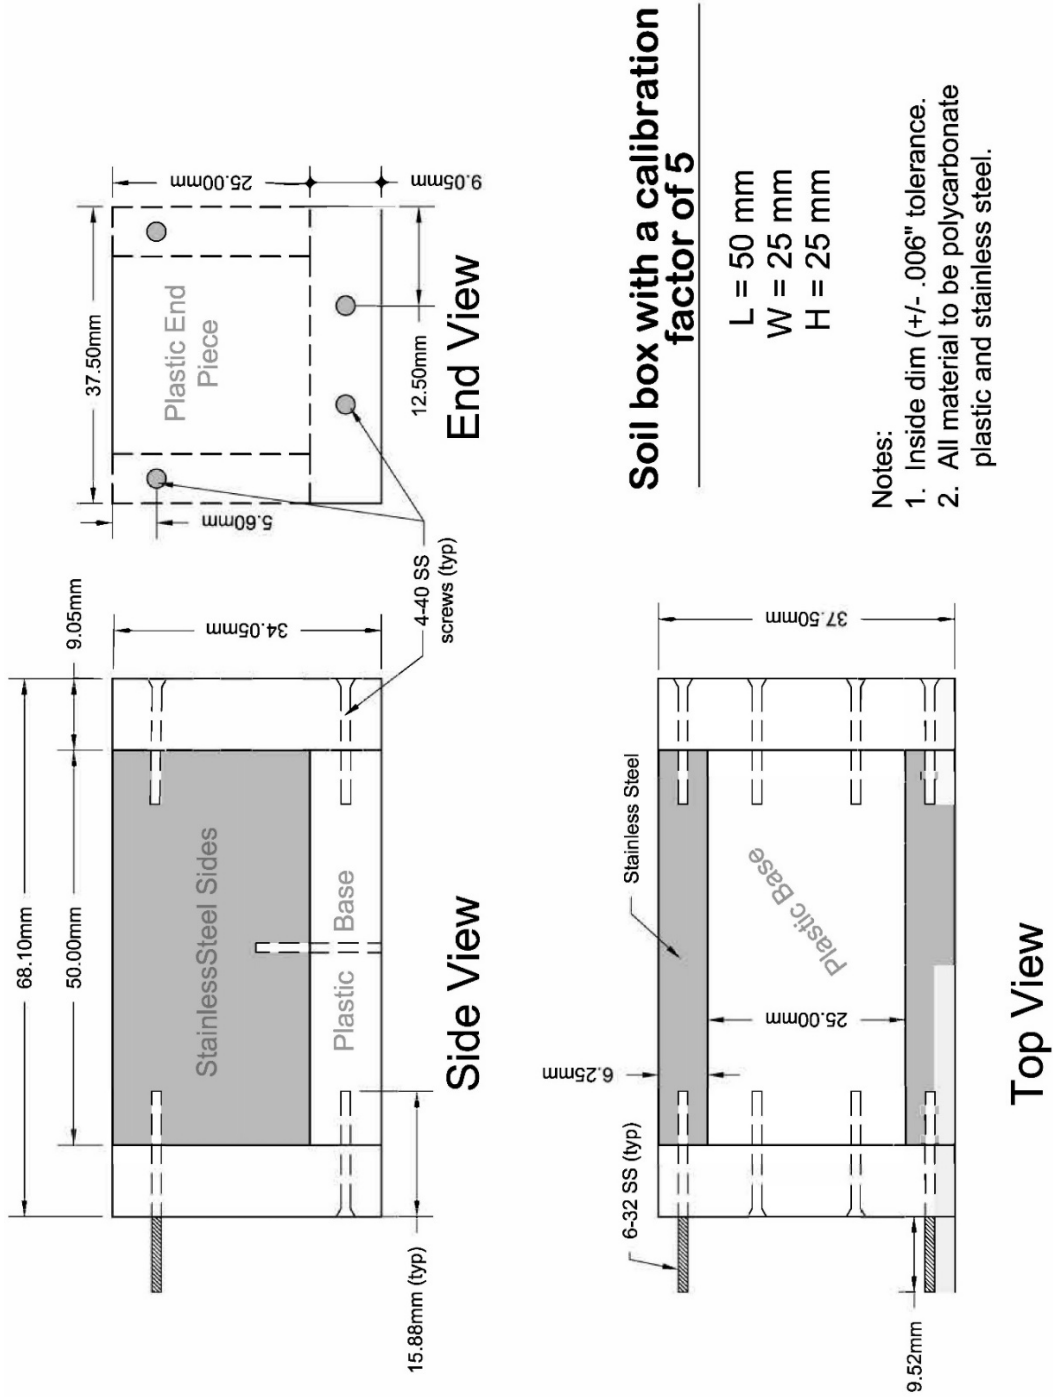 68.10mm
50.00mm
9.05mm
34.05mm
StainlessSteel Sides
Plastic Base
15.88mm (typ)
4-40 SS
screws (typ)
Side View
37.50mm
Plastic End
Piece
25.00mm
9.05mm
5.60mm
12.50mm
End View
6-32 SS (typ)
6.25mm
Stainless Steel
25.00mm
Plastic Base
37.50mm
9.52mm
Top View
Soil box with a calibration
factor of 5
L = 50 mm
W = 25 mm
H = 25 mm
Notes:
1. Inside dim (+/- .006" tolerance.
2. All material to be polycarbonate
plastic and stainless steel.